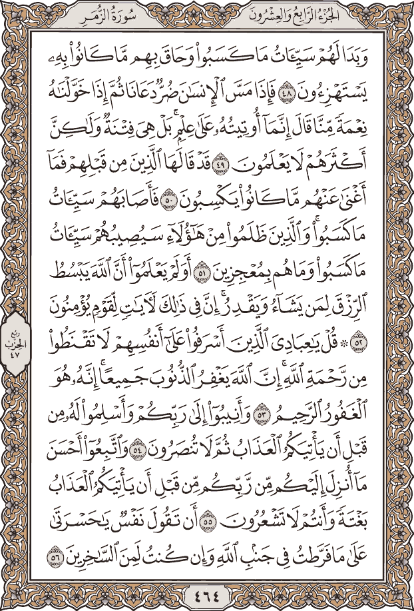 الجزء الرابع والعشرون
سورة الزمر
وَبَدَا لَهُمْ سَيِّـَٔاتُ مَا كَسَبُوا۟ وَحَاقَ بِهِم مَّا كَانُوا۟ بِهِۦ
يَسْتَهْزِءُونَ ٤٨ فَإِذَا مَسَّ ٱلْإِنسَـٰنَ ضُرٌّ دَعَانَا ثُمَّ إِذَا خَوَّلْنَـٰهُ
نِعْمَةً مِّنَّا قَالَ إِنَّمَآ أُوتِيتُهُۥ عَلَىٰ عِلْمٍۭ ۚ بَلْ هِىَ فِتْنَةٌ وَلَـٰكِنَّ
أَكْثَرَهُمْ لَا يَعْلَمُونَ ٤٩ قَدْ قَالَهَا ٱلَّذِينَ مِن قَبْلِهِمْ فَمَآ
أَغْنَىٰ عَنْهُم مَّا كَانُوا۟ يَكْسِبُونَ ٥٠ فَأَصَابَهُمْ سَيِّـَٔاتُ
مَا كَسَبُوا۟ ۚ وَٱلَّذِينَ ظَلَمُوا۟ مِنْ هَـٰٓؤُلَآءِ سَيُصِيبُهُمْ سَيِّـَٔاتُ
مَا كَسَبُوا۟ وَمَا هُم بِمُعْجِزِينَ ٥١ أَوَلَمْ يَعْلَمُوٓا۟ أَنَّ ٱللَّهَ يَبْسُطُ
ٱلرِّزْقَ لِمَن يَشَآءُ وَيَقْدِرُ ۚ إِنَّ فِى ذَٰلِكَ لَـَٔايَـٰتٍ لِّقَوْمٍ يُؤْمِنُونَ
٥٢ ۞ قُلْ يَـٰعِبَادِىَ ٱلَّذِينَ أَسْرَفُوا۟ عَلَىٰٓ أَنفُسِهِمْ لَا تَقْنَطُوا۟
مِن رَّحْمَةِ ٱللَّهِ ۚ إِنَّ ٱللَّهَ يَغْفِرُ ٱلذُّنُوبَ جَمِيعًا ۚ إِنَّهُۥ هُوَ
ٱلْغَفُورُ ٱلرَّحِيمُ ٥٣ وَأَنِيبُوٓا۟ إِلَىٰ رَبِّكُمْ وَأَسْلِمُوا۟ لَهُۥ مِن
قَبْلِ أَن يَأْتِيَكُمُ ٱلْعَذَابُ ثُمَّ لَا تُنصَرُونَ ٥٤ وَٱتَّبِعُوٓا۟ أَحْسَنَ
مَآ أُنزِلَ إِلَيْكُم مِّن رَّبِّكُم مِّن قَبْلِ أَن يَأْتِيَكُمُ ٱلْعَذَابُ
بَغْتَةً وَأَنتُمْ لَا تَشْعُرُونَ ٥٥ أَن تَقُولَ نَفْسٌ يَـٰحَسْرَتَىٰ
عَلَىٰ مَا فَرَّطتُ فِى جَنۢبِ ٱللَّهِ وَإِن كُنتُ لَمِنَ ٱلسَّـٰخِرِينَ ٥٦
ربع
الحزب
٤٧
٤٦٤